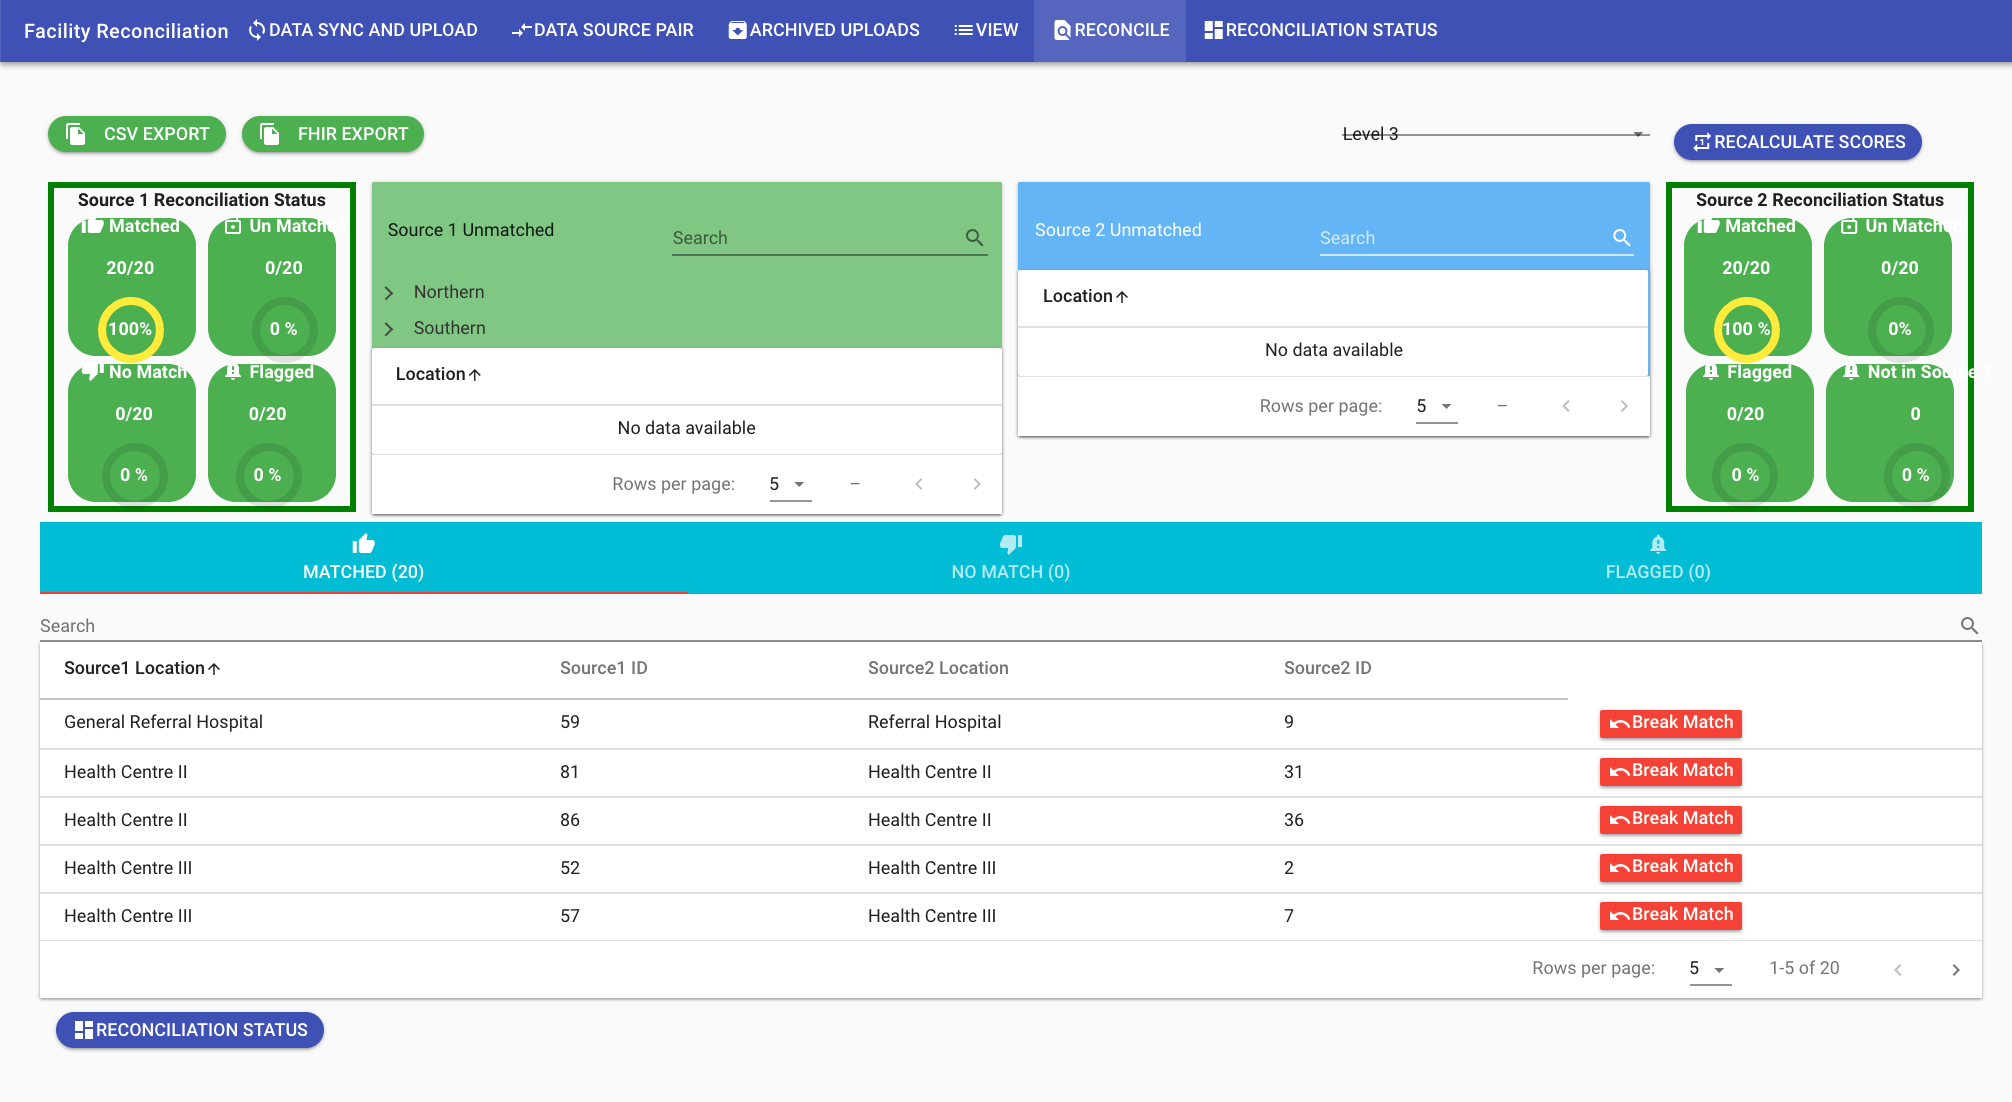 Facility Reconciliation DATA SYNC AND UPLOAD DATA SOURCE PAIR ARCHIVED UPLOADS VIEW RECONCILE RECONCILIATION STATUS
CSV EXPORT FHIR EXPORT Level 3 RECALCULATE SCORES
Source 1 Reconciliation Status
Matched Un Matched
20/20 0/20
100% 0 %
No Match Flagged
0/20 0/20
0 % 0 %
Source 1 Unmatched Search
Northern
Southern
Location
No data available
Rows per page: 5 –
Source 2 Unmatched Search
Location
No data available
Rows per page: 5 –
Source 2 Reconciliation Status
Matched Un Matched
20/20 0/20
100 % 0%
Flagged Not in Source 1
0/20 0
0 % 0 %
MATCHED (20) NO MATCH (0) FLAGGED (0)
Search
Source1 Location Source1 ID Source2 Location Source2 ID
General Referral Hospital 59 Referral Hospital 9 Break Match
Health Centre II 81 Health Centre II 31 Break Match
Health Centre II 86 Health Centre II 36 Break Match
Health Centre III 52 Health Centre III 2 Break Match
Health Centre III 57 Health Centre III 7 Break Match
Rows per page: 5 1-5 of 20
RECONCILIATION STATUS